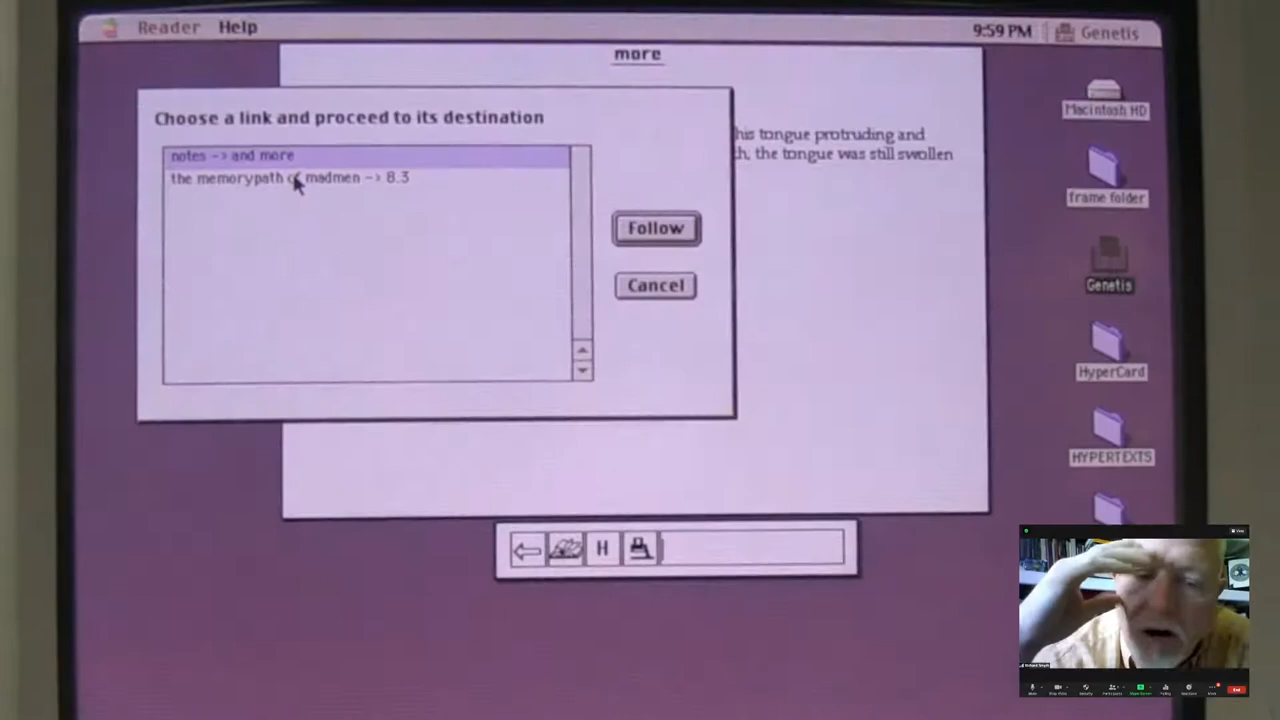 Reader Help 9:59 PM Genetis
more
Choose a link and proceed to its destination
notes -> and more
the memorypath of madmen -> 8.3
his tongue protruding and
the tongue was still swollen
Follow
Cancel
Macintosh HD
frame folder
Genetis
HyperCard
HYPERTEXTS
H